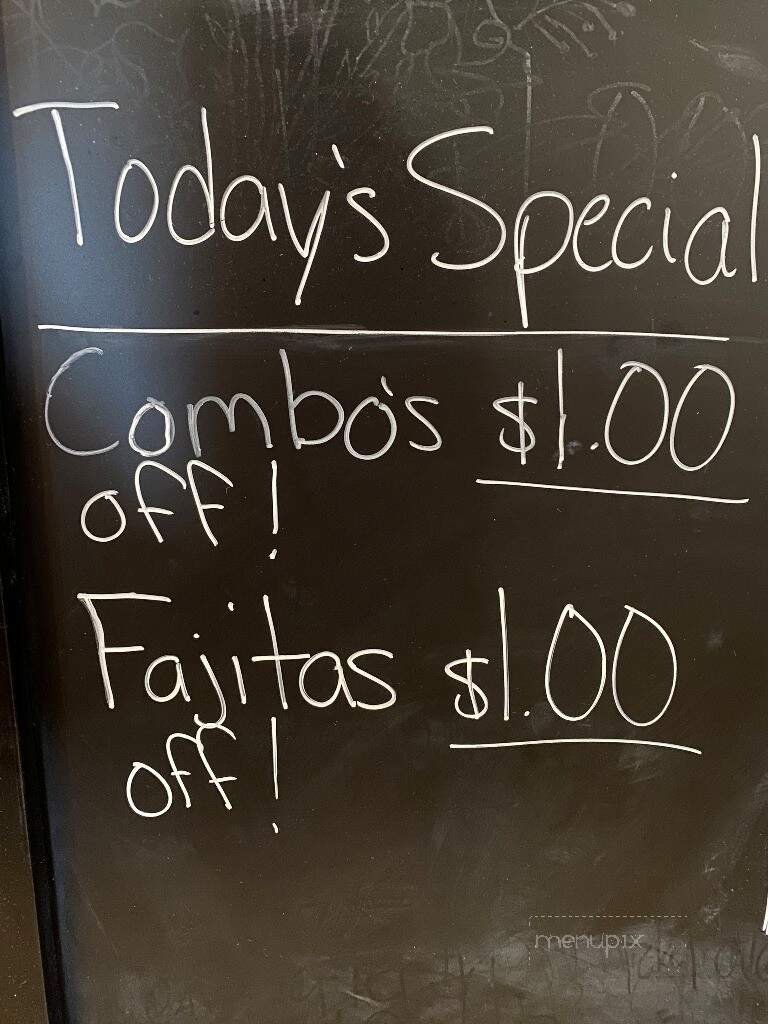 Today's Special
Combo's $1.00
off!
Fajitas $1.00
off!
menupix